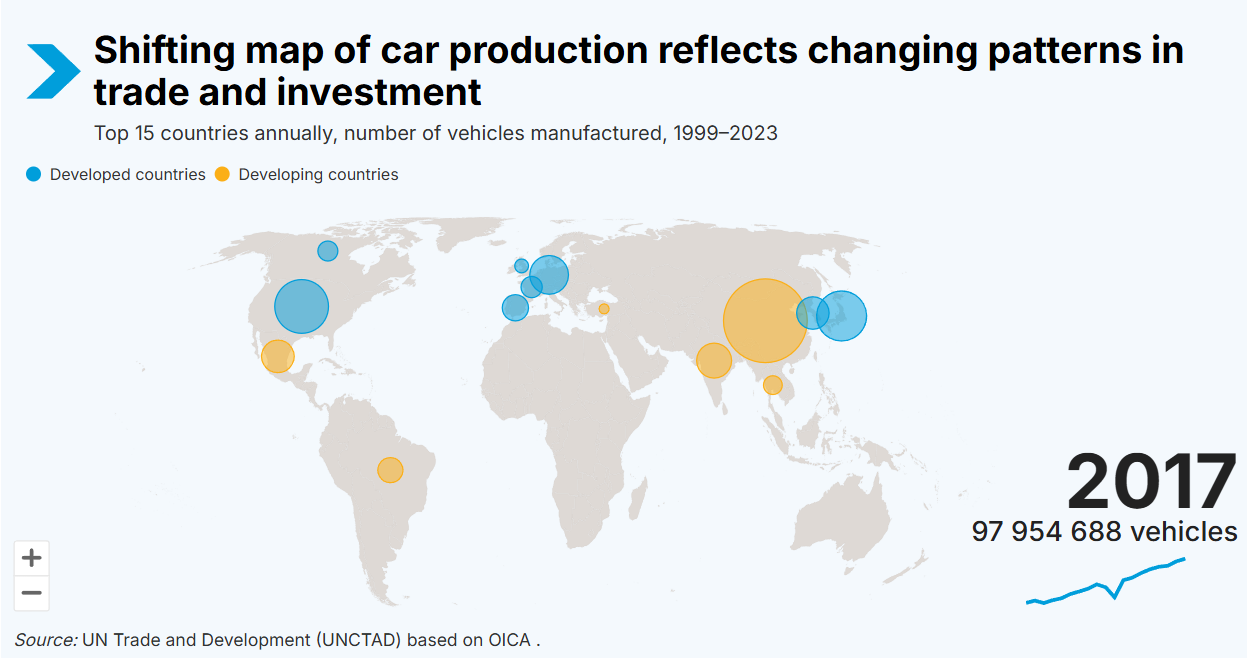 Shifting map of car production reflects changing patterns in
trade and investment
Top 15 countries annually, number of vehicles manufactured, 1999–2023
Developed countries Developing countries
2017
97 954 688 vehicles
+
−
Source: UN Trade and Development (UNCTAD) based on OICA .